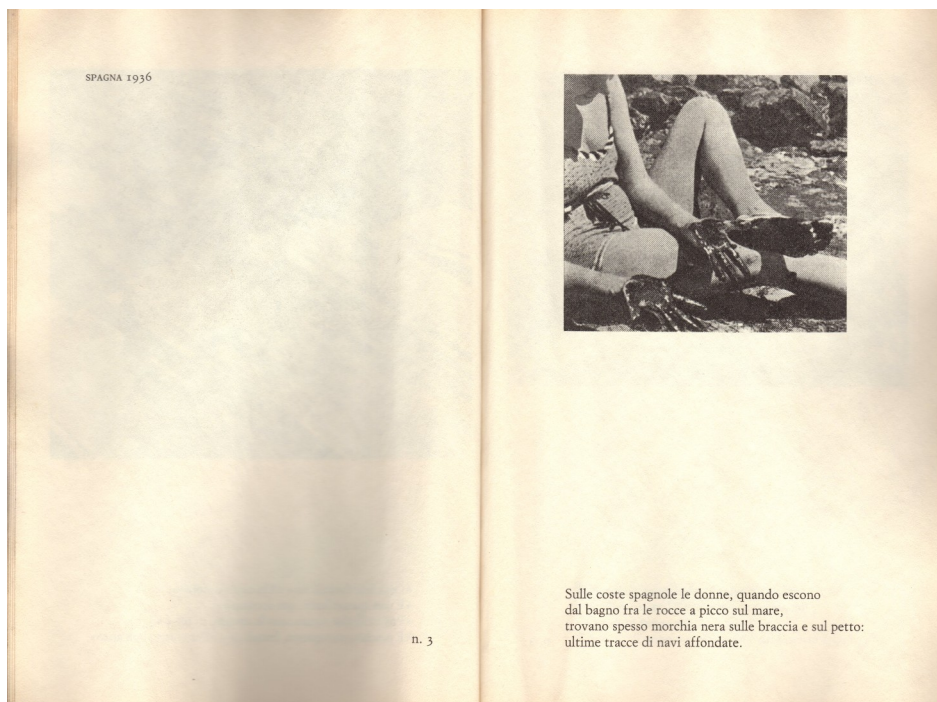 SPAGNA 1936
n. 3
Sulle coste spagnole le donne, quando escono
dal bagno fra le rocce a picco sul mare,
trovano spesso morchia nera sulle braccia e sul petto:
ultime tracce di navi affondate.